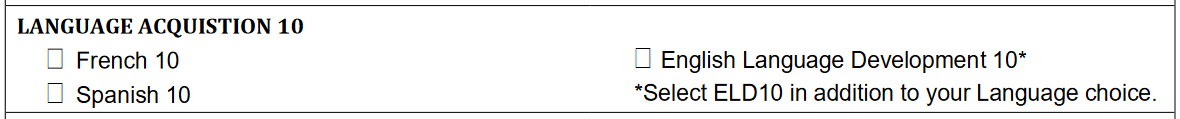 LANGUAGE ACQUISTION 10
French 10
Spanish 10
English Language Development 10*
*Select ELD10 in addition to your Language choice.